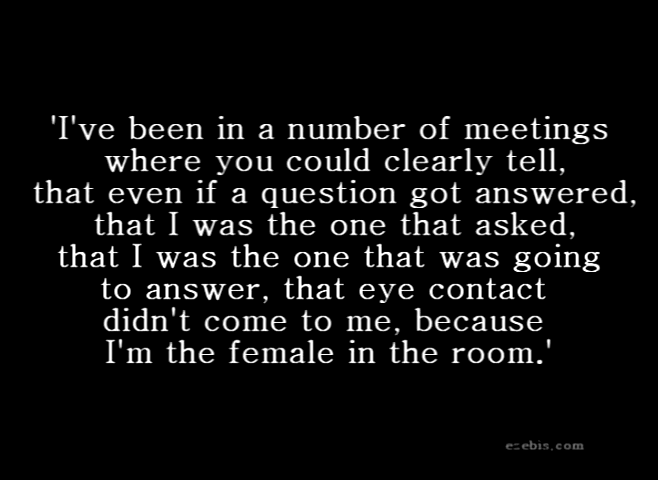 'I've been in a number of meetings
where you could clearly tell,
that even if a question got answered,
that I was the one that asked,
that I was the one that was going
to answer, that eye contact
didn't come to me, because
I'm the female in the room.'
ezebis.com